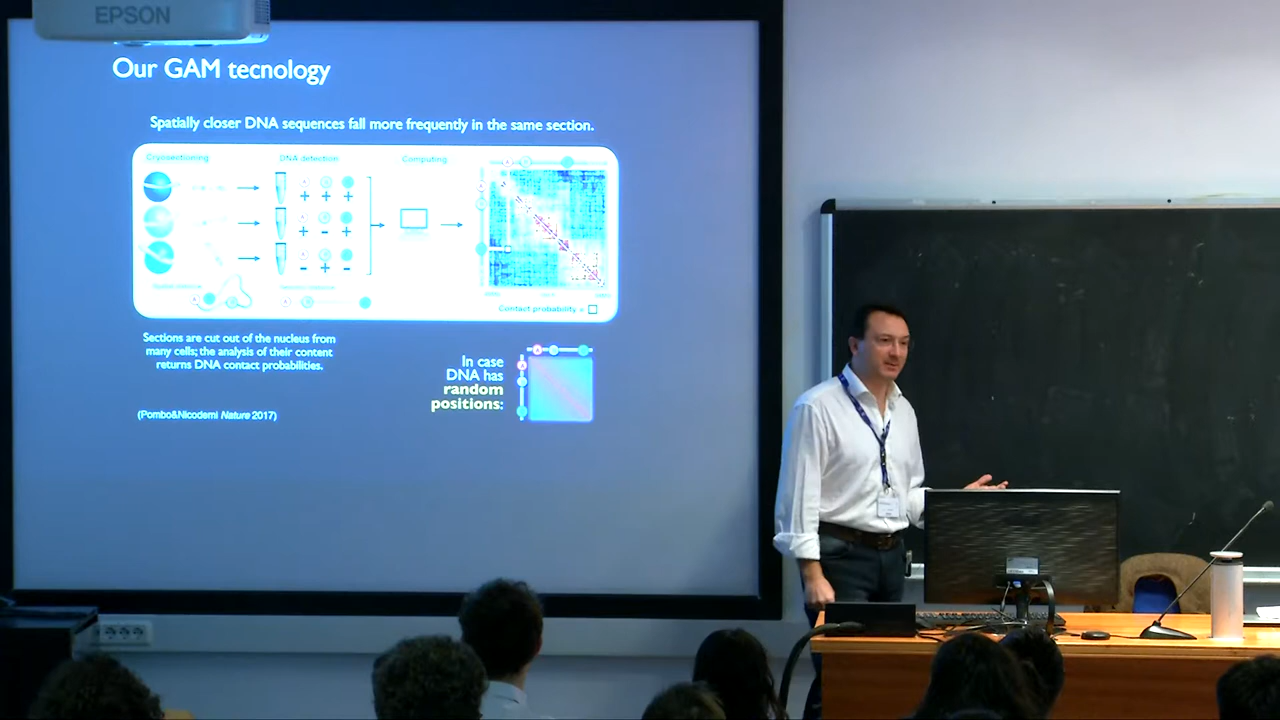 EPSON
Our GAM tecnology
Spatially closer DNA sequences fall more frequently in the same section.
Cryosectioning
DNA detection
Computing
+ + +
+ - +
- + -
Contact probability
Sections are cut out of the nucleus from
many cells; the analysis of their content
returns DNA contact probabilities.
In case
DNA has
random
positions:
(Pombo&Nicodemi Nature 2017)